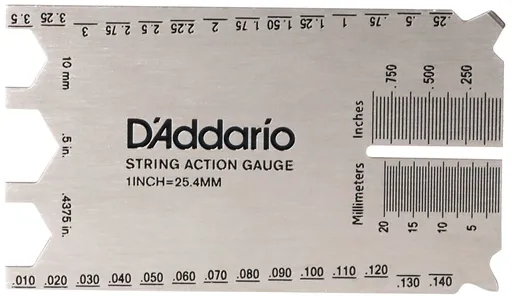 3.5 3.25 3 2.75 2.5 2.25 2 1.75 1.50 1.25 1 .75 .5 .25
10 mm
.5 in.
.4375 in.
D'Addario
STRING ACTION GAUGE
1INCH=25.4MM
Inches
.750 .500 .250
Millimeters
20 15 10 5
.010 .020 .030 .040 .050 .060 .070 .080 .090 .100 .110 .120 .130 .140